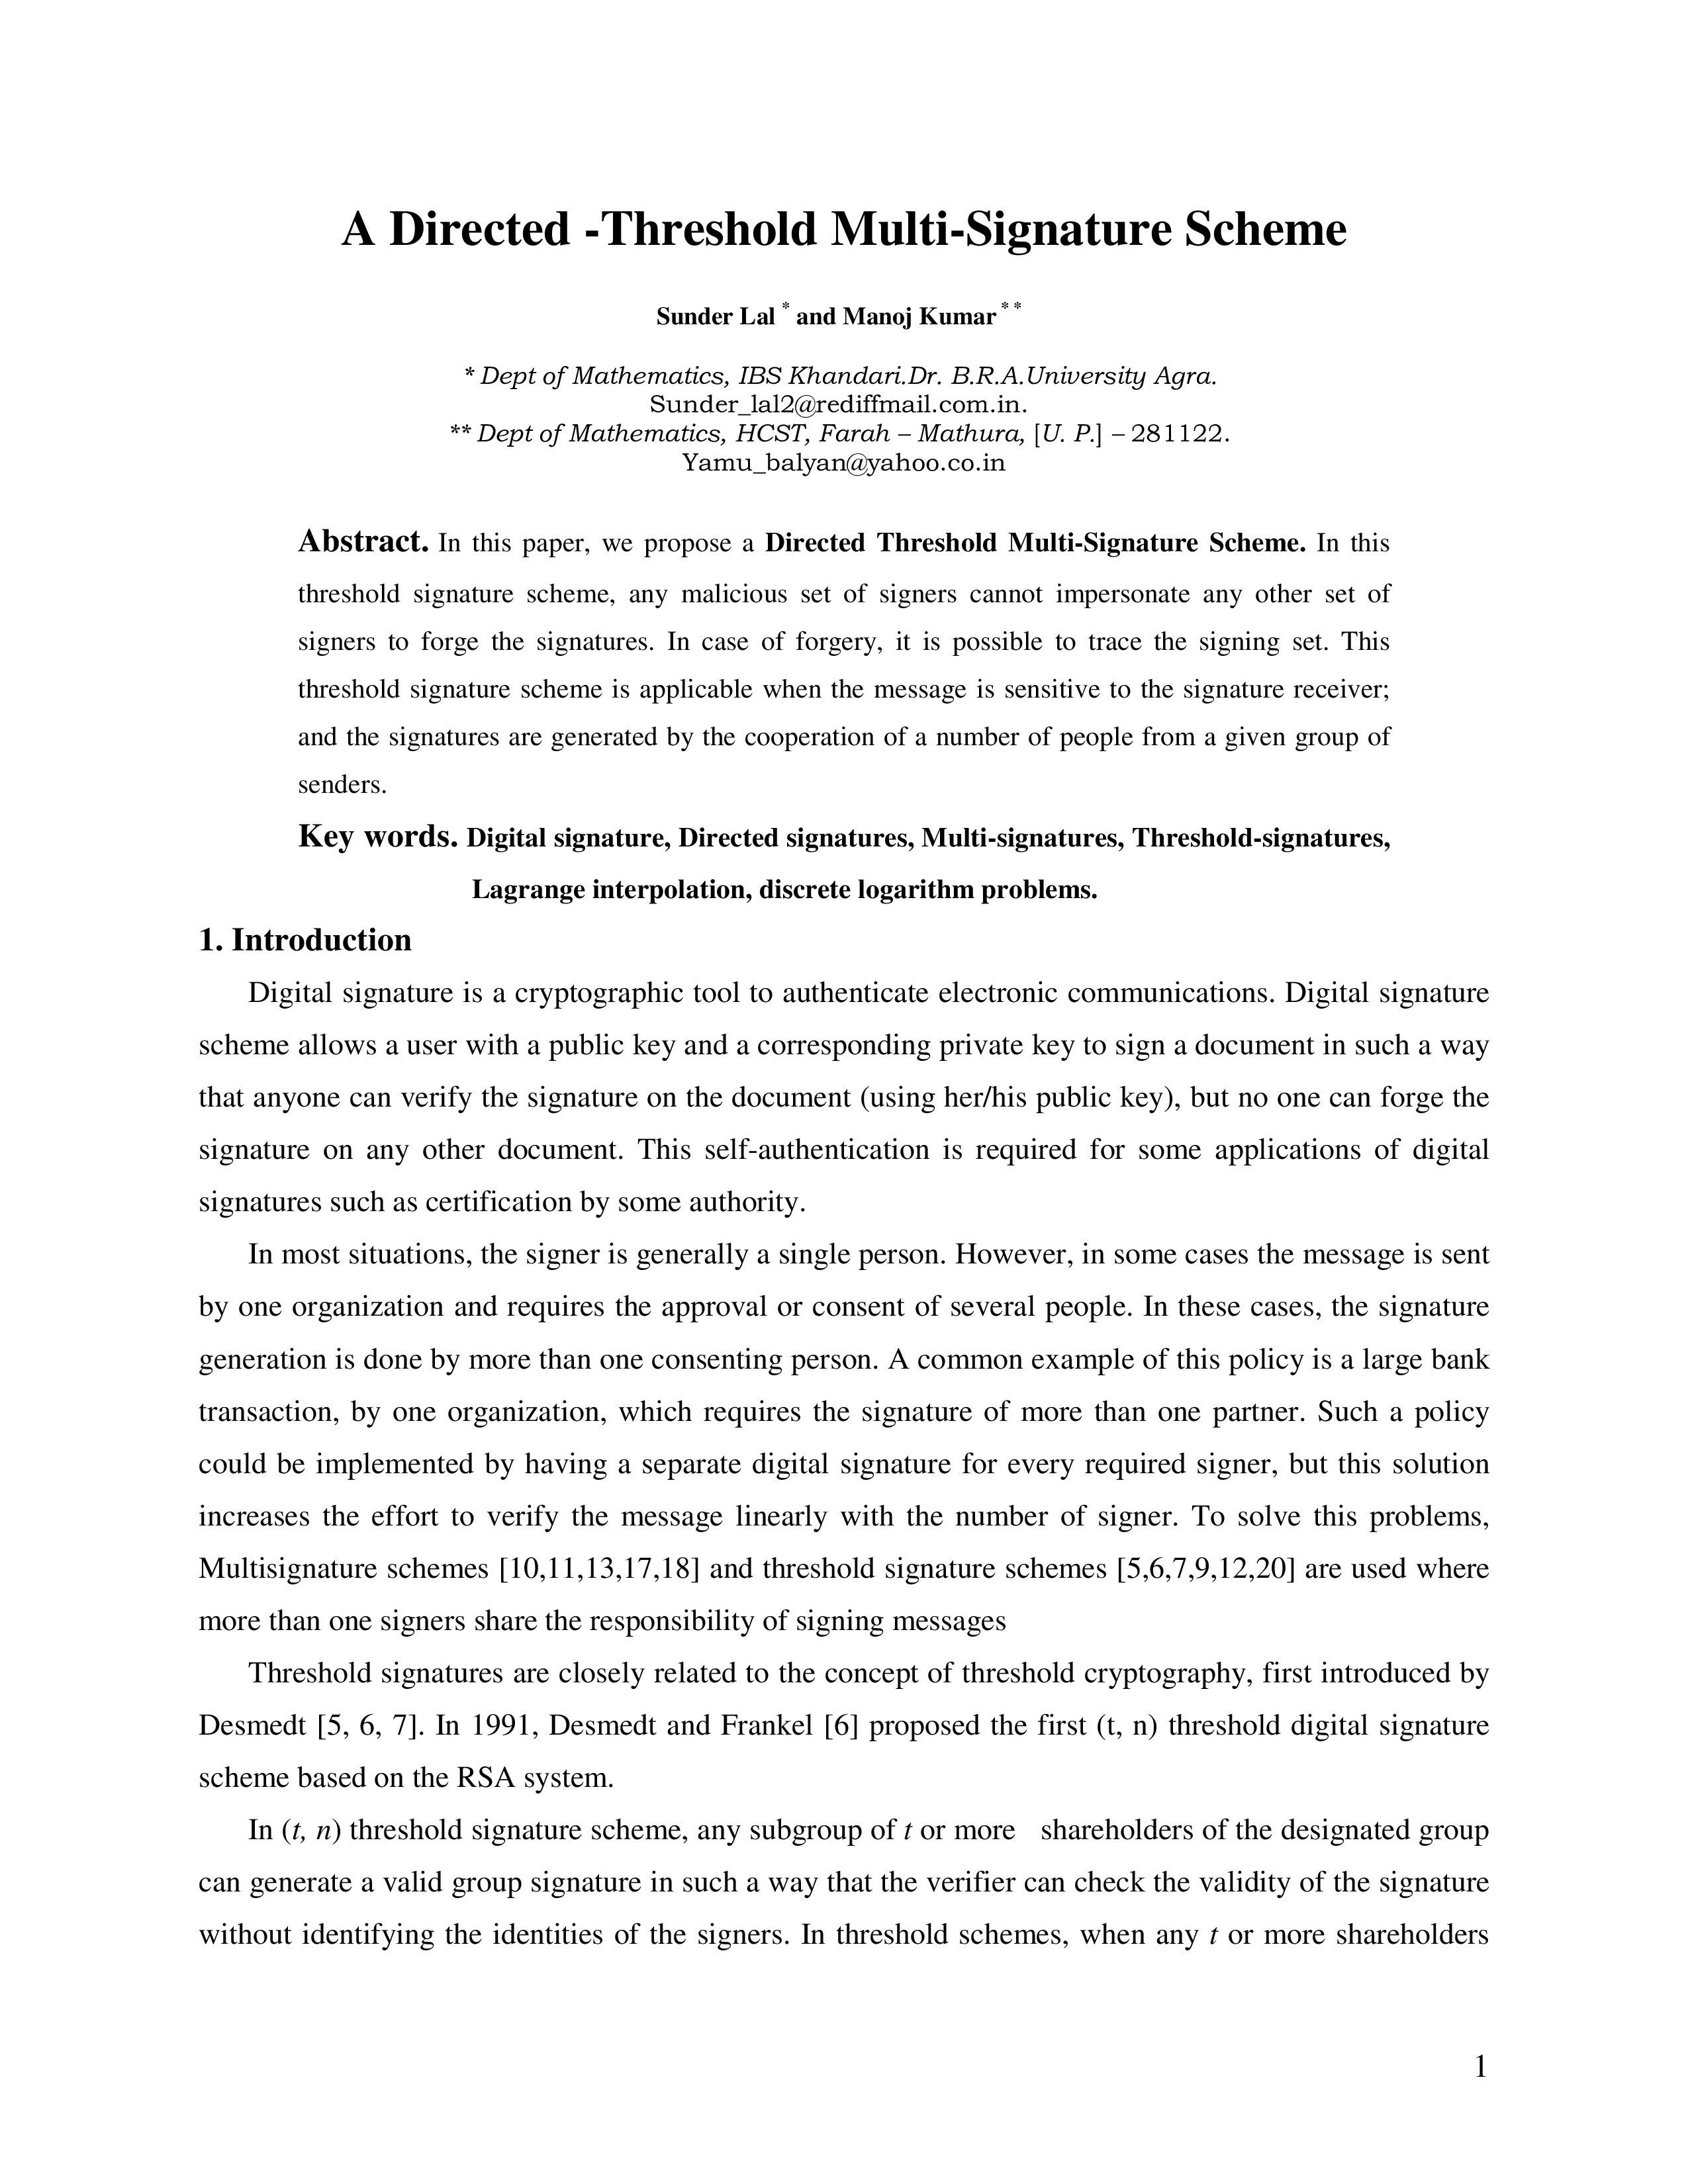 A Directed -Threshold Multi-Signature Scheme
Sunder Lal * and Manoj Kumar * *
* Dept of Mathematics, IBS Khandari.Dr. B.R.A.University Agra.
Sunder_lal2@rediffmail.com.in.
** Dept of Mathematics, HCST, Farah – Mathura, [U. P.] – 281122.
Yamu_balyan@yahoo.co.in
Abstract. In this paper, we propose a Directed Threshold Multi-Signature Scheme. In this
threshold signature scheme, any malicious set of signers cannot impersonate any other set of
signers to forge the signatures. In case of forgery, it is possible to trace the signing set. This
threshold signature scheme is applicable when the message is sensitive to the signature receiver;
and the signatures are generated by the cooperation of a number of people from a given group of
senders.
Key words. Digital signature, Directed signatures, Multi-signatures, Threshold-signatures,
Lagrange interpolation, discrete logarithm problems.
1. Introduction
Digital signature is a cryptographic tool to authenticate electronic communications. Digital signature
scheme allows a user with a public key and a corresponding private key to sign a document in such a way
that anyone can verify the signature on the document (using her/his public key), but no one can forge the
signature on any other document. This self-authentication is required for some applications of digital
signatures such as certification by some authority.
In most situations, the signer is generally a single person. However, in some cases the message is sent
by one organization and requires the approval or consent of several people. In these cases, the signature
generation is done by more than one consenting person. A common example of this policy is a large bank
transaction, by one organization, which requires the signature of more than one partner. Such a policy
could be implemented by having a separate digital signature for every required signer, but this solution
increases the effort to verify the message linearly with the number of signer. To solve this problems,
Multisignature schemes [10,11,13,17,18] and threshold signature schemes [5,6,7,9,12,20] are used where
more than one signers share the responsibility of signing messages
Threshold signatures are closely related to the concept of threshold cryptography, first introduced by
Desmedt [5, 6, 7]. In 1991, Desmedt and Frankel [6] proposed the first (t, n) threshold digital signature
scheme based on the RSA system.
In (t, n) threshold signature scheme, any subgroup of t or more shareholders of the designated group
can generate a valid group signature in such a way that the verifier can check the validity of the signature
without identifying the identities of the signers. In threshold schemes, when any t or more shareholders
1